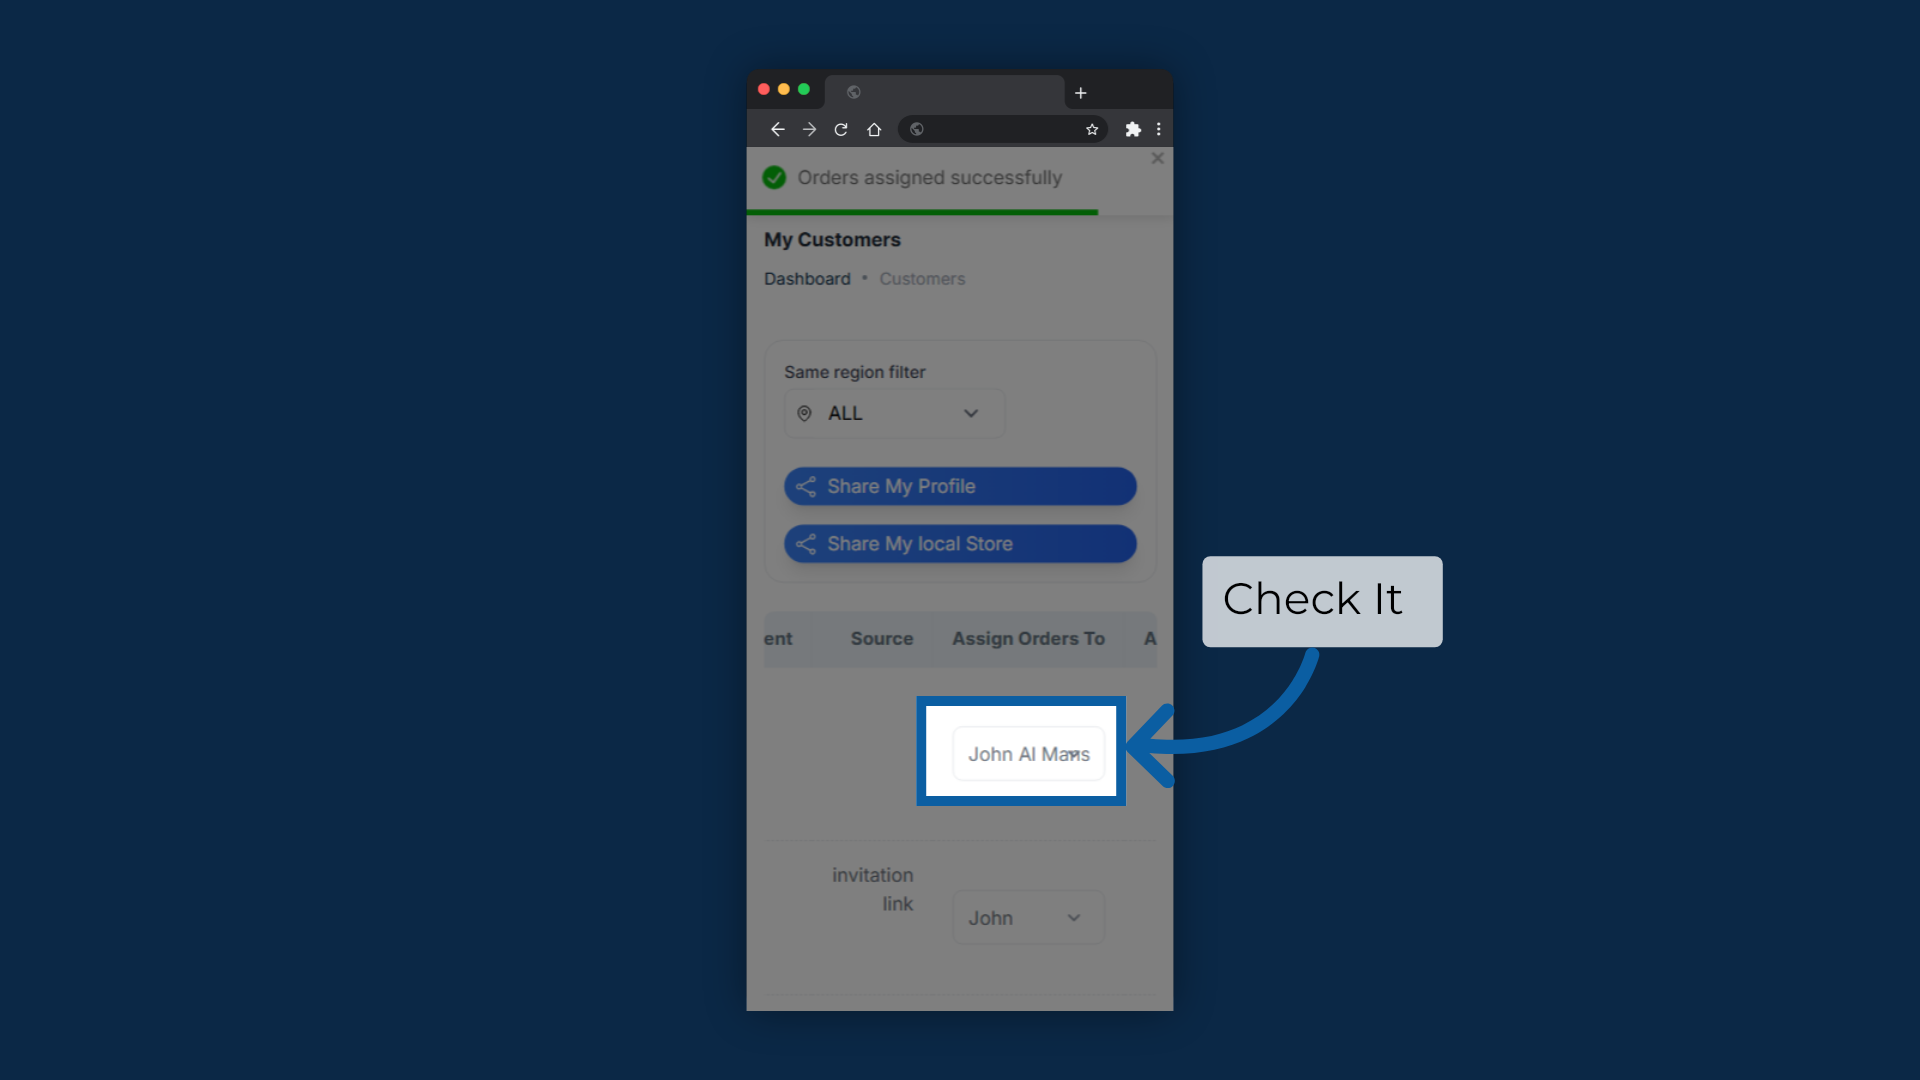 Orders assigned successfully
My Customers
Dashboard • Customers
Same region filter
ALL
Share My Profile
Share My local Store
ent Source Assign Orders To A
Check It
John Al
invitation
link
John